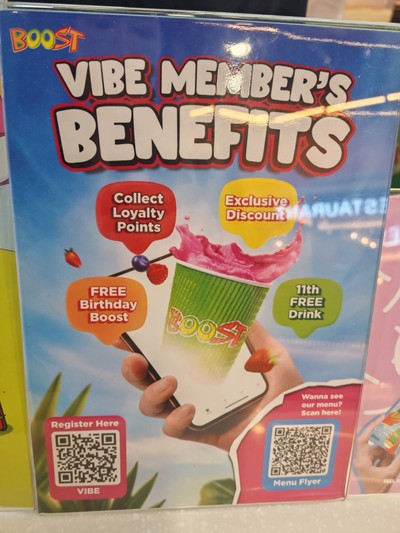 BOOST
VIBE MEMBER'S
BENEFITS
Collect
Loyalty
Points
Exclusive
Discount
FREE
Birthday
Boost
11th
FREE
Drink
BOOST
Wanna see
our menu?
Scan here!
Register Here
VIBE
Menu Flyer